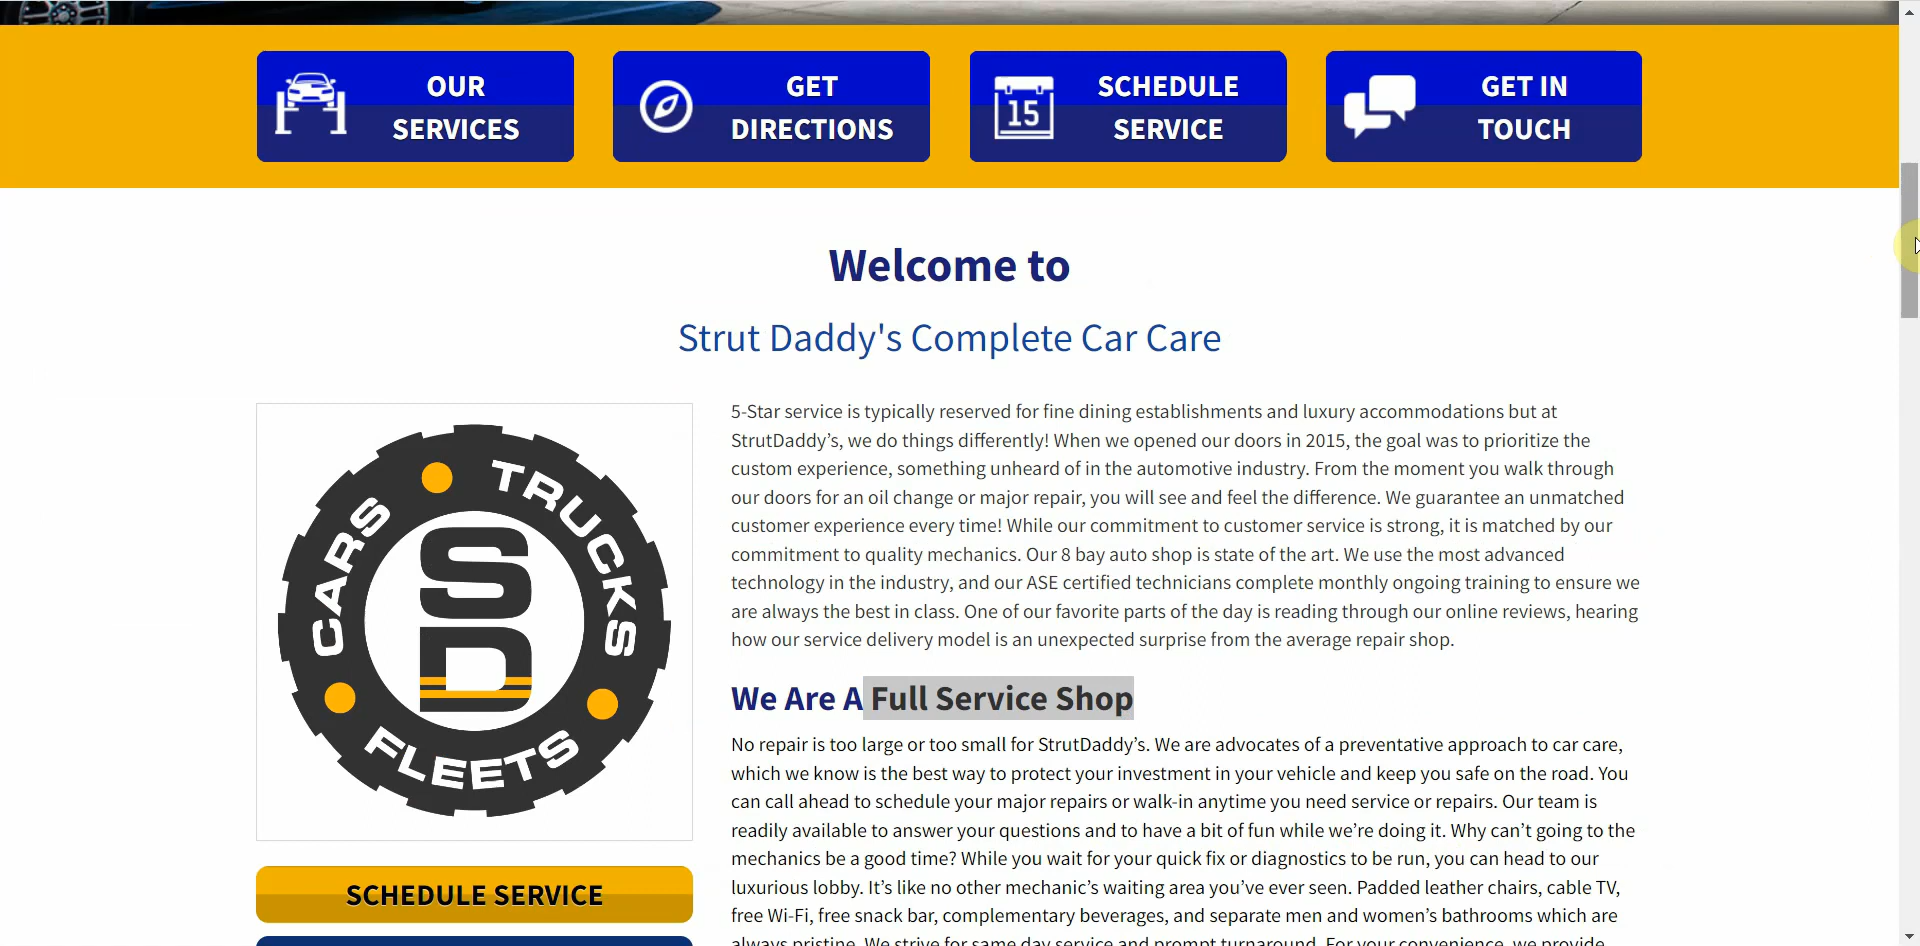 OUR
SERVICES
GET
DIRECTIONS
15
SCHEDULE
SERVICE
GET IN
TOUCH
Welcome to
Strut Daddy's Complete Car Care
CARS TRUCKS
SD
FLEETS
SCHEDULE SERVICE
5-Star service is typically reserved for fine dining establishments and luxury accommodations but at
StrutDaddy’s, we do things differently! When we opened our doors in 2015, the goal was to prioritize the
custom experience, something unheard of in the automotive industry. From the moment you walk through
our doors for an oil change or major repair, you will see and feel the difference. We guarantee an unmatched
customer experience every time! While our commitment to customer service is strong, it is matched by our
commitment to quality mechanics. Our 8 bay auto shop is state of the art. We use the most advanced
technology in the industry, and our ASE certified technicians complete monthly ongoing training to ensure we
are always the best in class. One of our favorite parts of the day is reading through our online reviews, hearing
how our service delivery model is an unexpected surprise from the average repair shop.
We Are A Full Service Shop
No repair is too large or too small for StrutDaddy’s. We are advocates of a preventative approach to car care,
which we know is the best way to protect your investment in your vehicle and keep you safe on the road. You
can call ahead to schedule your major repairs or walk-in anytime you need service or repairs. Our team is
readily available to answer your questions and to have a bit of fun while we’re doing it. Why can’t going to the
mechanics be a good time? While you wait for your quick fix or diagnostics to be run, you can head to our
luxurious lobby. It’s like no other mechanic’s waiting area you’ve ever seen. Padded leather chairs, cable TV,
free Wi-Fi, free snack bar, complementary beverages, and separate men and women’s bathrooms which are
always pristine. We strive for same day service and prompt turnaround. For your convenience, we provide